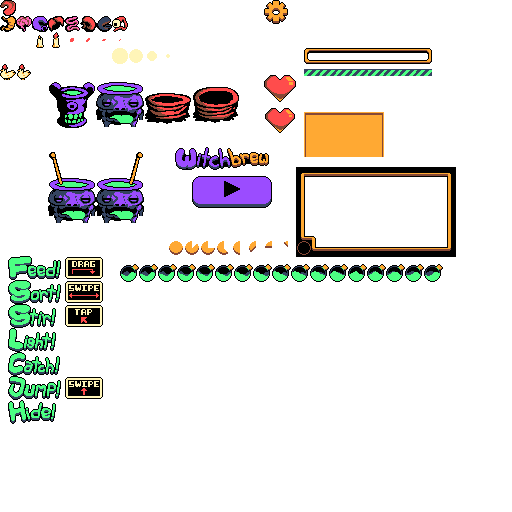 Witchbrew
Feed!
DRAG
Sort!
SWIPE
Stir!
TAP
Light!
Catch!
Jump!
SWIPE
Hide!